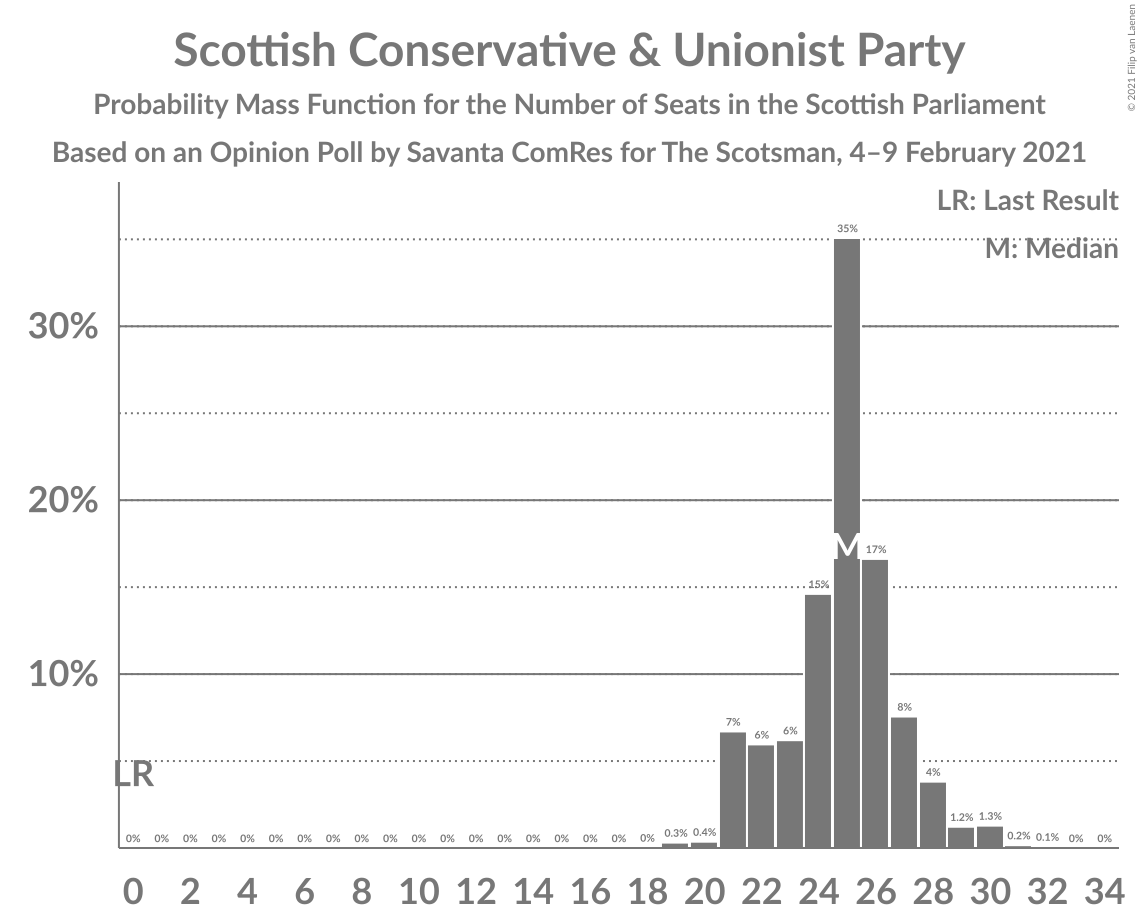 Scottish Conservative & Unionist Party
Probability Mass Function for the Number of Seats in the Scottish Parliament
Based on an Opinion Poll by Savanta ComRes for The Scotsman, 4–9 February 2021
© 2021 Filip van Laenen
LR: Last Result
M: Median
35%
30%
20%
M
17%
15%
10%
7%
6%
6%
8%
4%
LR
0% 0% 0% 0% 0% 0% 0% 0% 0% 0% 0% 0% 0% 0% 0% 0% 0% 0% 0% 0.3% 0.4% 1.2% 1.3% 0.2% 0.1% 0% 0%
0 2 4 6 8 10 12 14 16 18 20 22 24 26 28 30 32 34